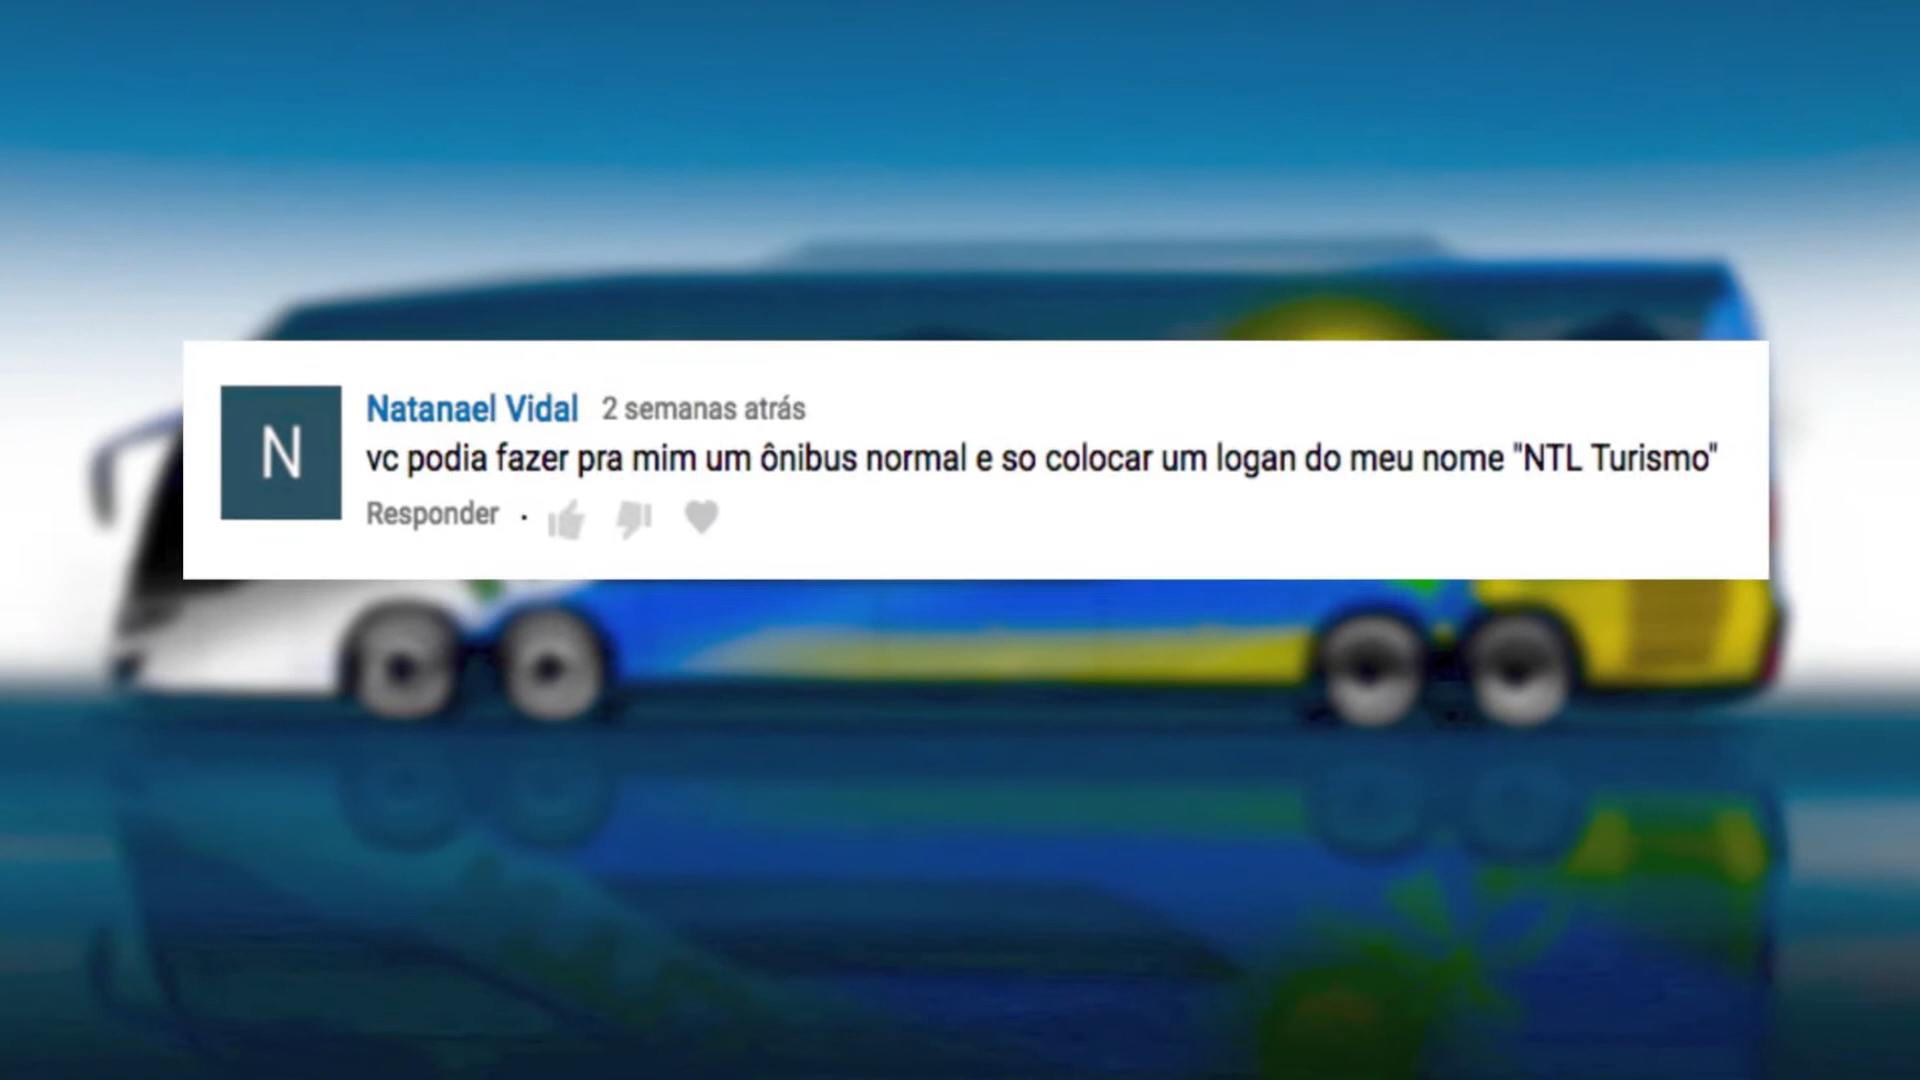 N
Natanael Vidal 2 semanas atrás
vc podia fazer pra mim um ônibus normal e so colocar um logan do meu nome "NTL Turismo"
Responder ·